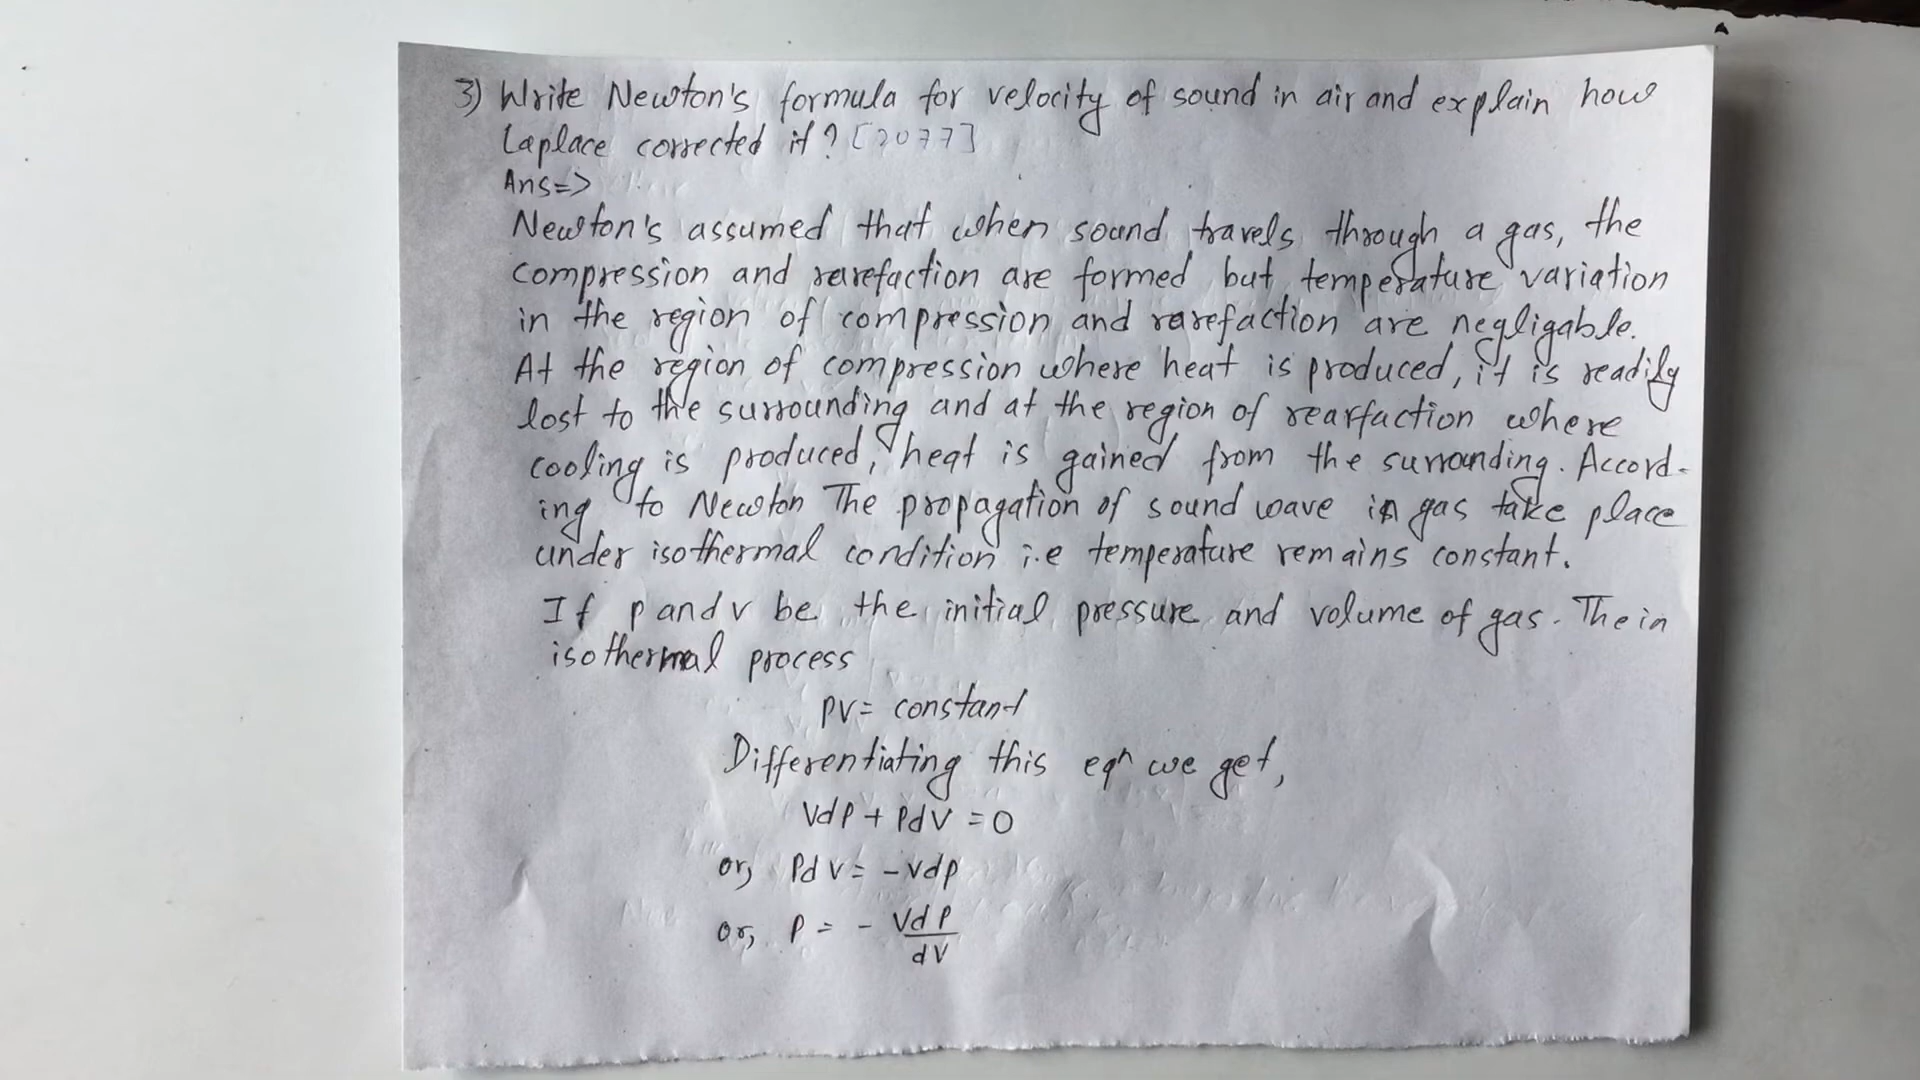 3) Write Newton's formula for velocity of sound in air and explain how
Laplace corrected it? [2077]
Ans=>
Newton's assumed that when sound travels through a gas, the
compression and rarefaction are formed but temperature variation
in the region of compression and rarefaction are negligable.
At the region of compression where heat is produced, it is readily
lost to the surrounding and at the region of rearfaction where
cooling is produced, heat is gained from the surrounding. Accord-
ing to Newton The propagation of sound wave in gas take place
under isothermal condition i.e temperature remains constant.
If p and v be the initial pressure and volume of gas. The in
isothermal process
PV = constant
Differentiating this eqn we get,
VdP + PdV = 0
or, PdV = -Vdp
or, P = - VdP/dV